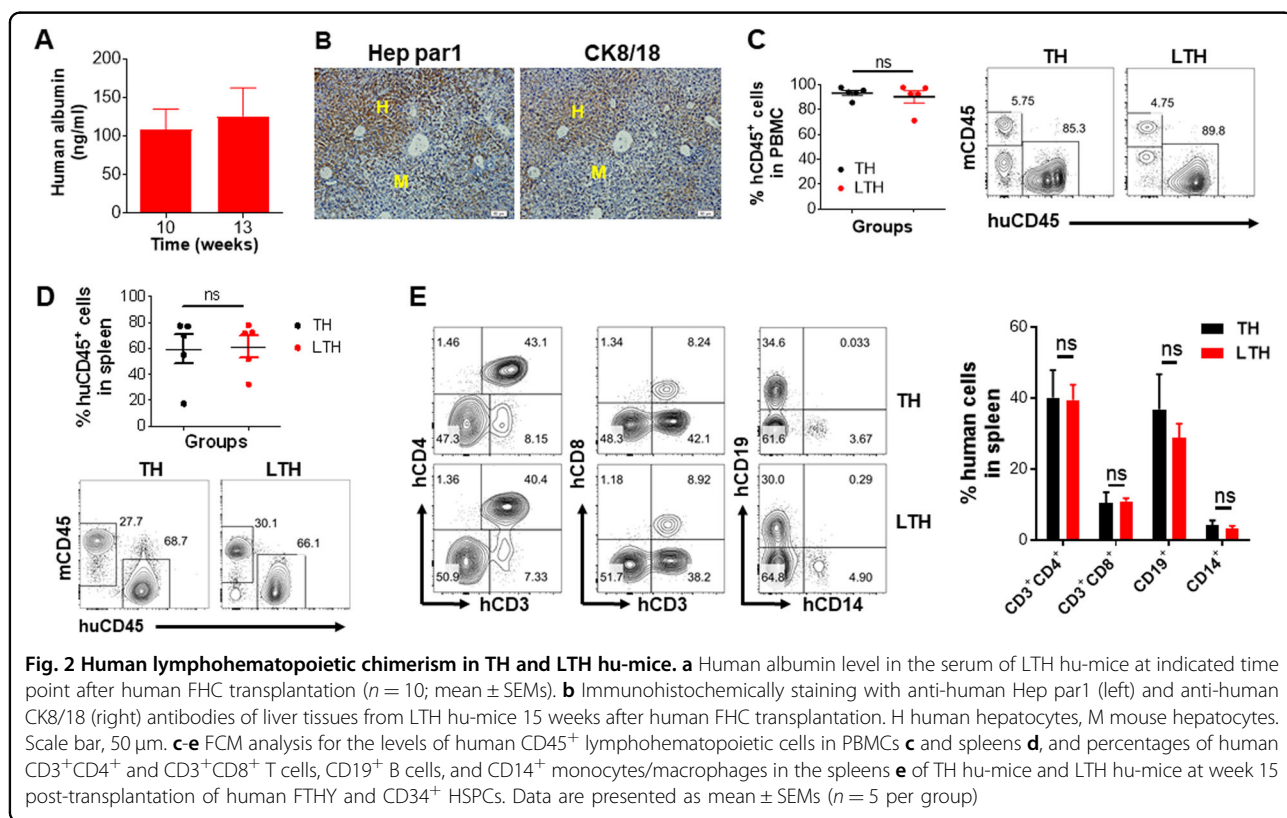 A
Human albumin
(ng/ml)
200
150
100
50
0
10
13
Time (weeks)
B
Hep par1
CK8/18
H
M
H
M
C
% hCD45⁺ cells
in PBMC
100
80
60
40
20
0
ns
TH
LTH
Groups
TH
LTH
5.75
85.3
4.75
89.8
mCD45
huCD45
D
% huCD45⁺ cells
in spleen
100
80
60
40
20
0
ns
TH
LTH
Groups
TH
LTH
27.7
68.7
30.1
66.1
mCD45
huCD45
E
1.46
43.1
47.3
8.15
1.34
8.24
48.3
42.1
34.6
0.033
61.6
3.67
TH
1.36
40.4
50.9
7.33
1.18
8.92
51.7
38.2
30.0
0.29
64.8
4.90
LTH
hCD4
hCD8
hCD19
hCD3
hCD3
hCD14
% human cells
in spleen
60
40
20
0
TH
LTH
ns
ns
ns
ns
CD3⁺ CD4⁺
CD3⁺ CD8⁺
CD19⁺
CD14⁺
Fig. 2 Human lymphohematopoietic chimerism in TH and LTH hu-mice. a Human albumin level in the serum of LTH hu-mice at indicated time
point after human FHC transplantation (n = 10; mean ± SEMs). b Immunohistochemically staining with anti-human Hep par1 (left) and anti-human
CK8/18 (right) antibodies of liver tissues from LTH hu-mice 15 weeks after human FHC transplantation. H human hepatocytes, M mouse hepatocytes.
Scale bar, 50 μm. c-e FCM analysis for the levels of human CD45⁺ lymphohematopoietic cells in PBMCs c and spleens d, and percentages of human
CD3⁺CD4⁺ and CD3⁺CD8⁺ T cells, CD19⁺ B cells, and CD14⁺ monocytes/macrophages in the spleens e of TH hu-mice and LTH hu-mice at week 15
post-transplantation of human FTHY and CD34⁺ HSPCs. Data are presented as mean ± SEMs (n = 5 per group)